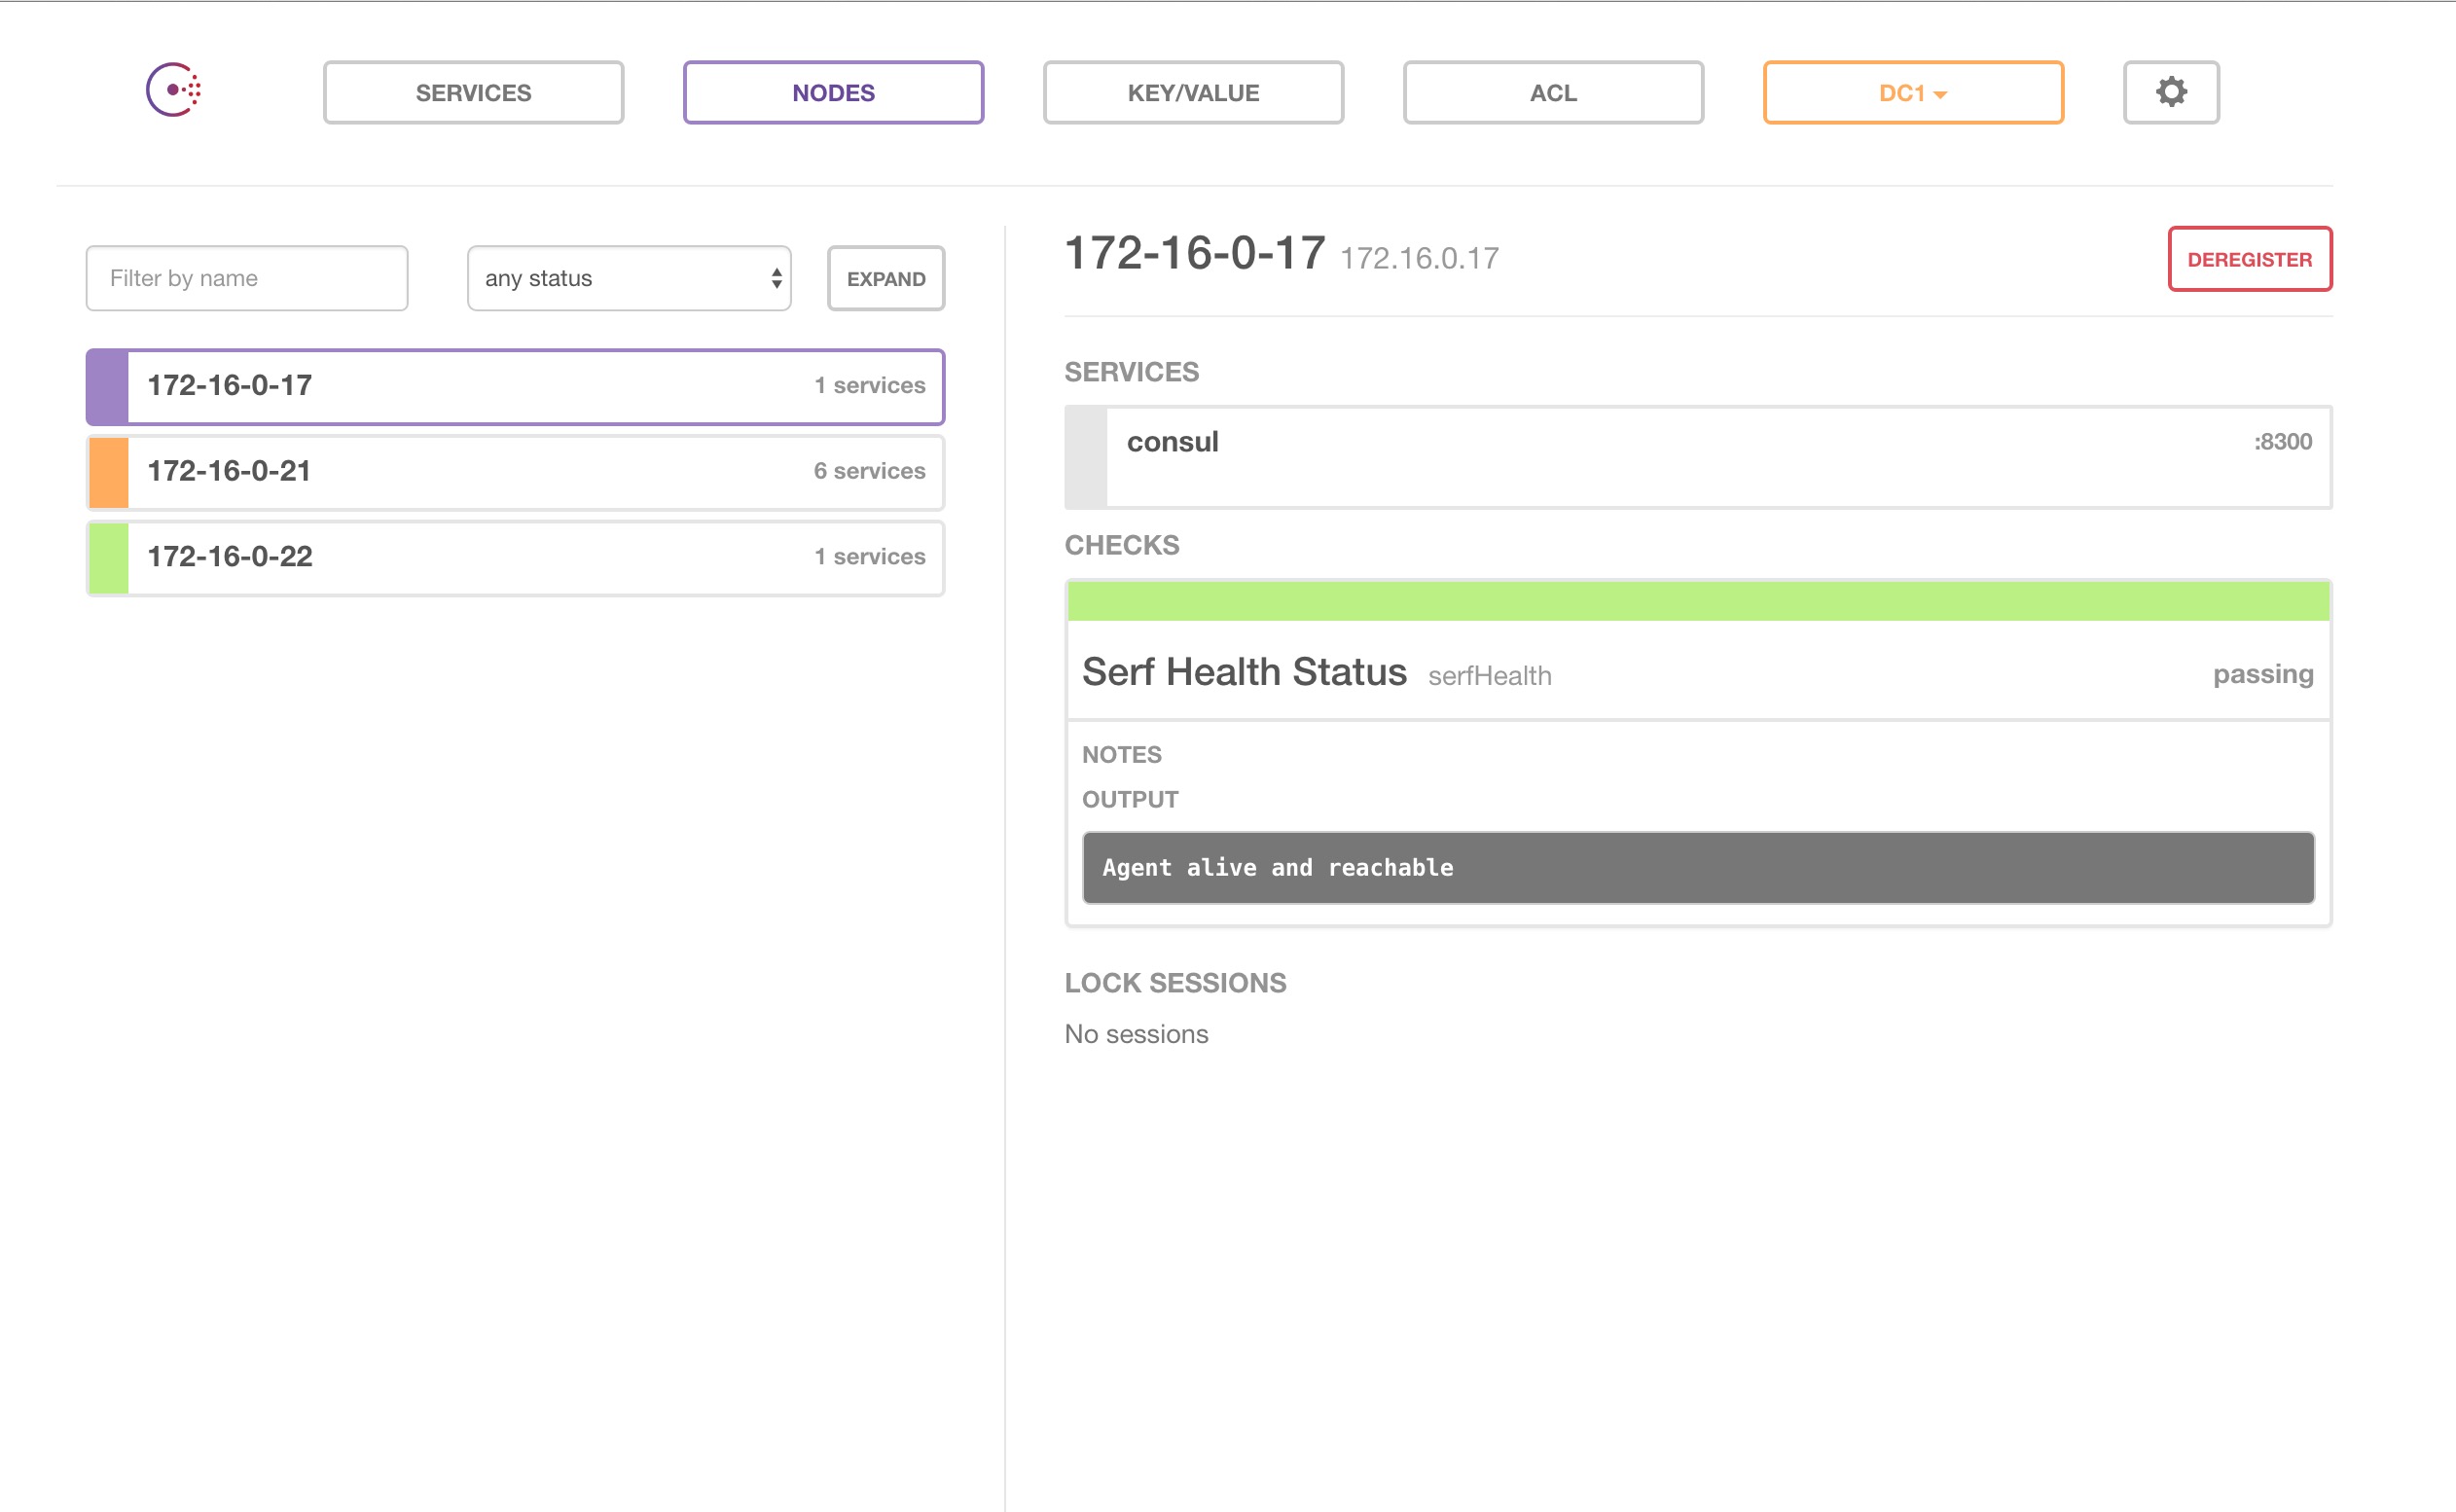 SERVICES NODES KEY/VALUE ACL DC1
Filter by name any status EXPAND
172-16-0-17 1 services
172-16-0-21 6 services
172-16-0-22 1 services
172-16-0-17 172.16.0.17 DEREGISTER
SERVICES
consul :8300
CHECKS
Serf Health Status serfHealth passing
NOTES
OUTPUT
Agent alive and reachable
LOCK SESSIONS
No sessions